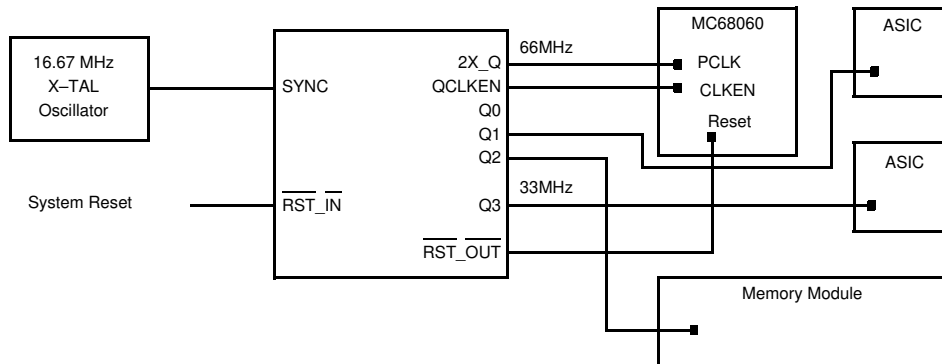 MC68060
ASIC
16.67 MHz
X–TAL
Oscillator
SYNC
2X_Q
66MHz
PCLK
QCLKEN
CLKEN
Q0
Q1
Reset
Q2
ASIC
System Reset
RST_IN
Q3
33MHz
RST_OUT
Memory Module